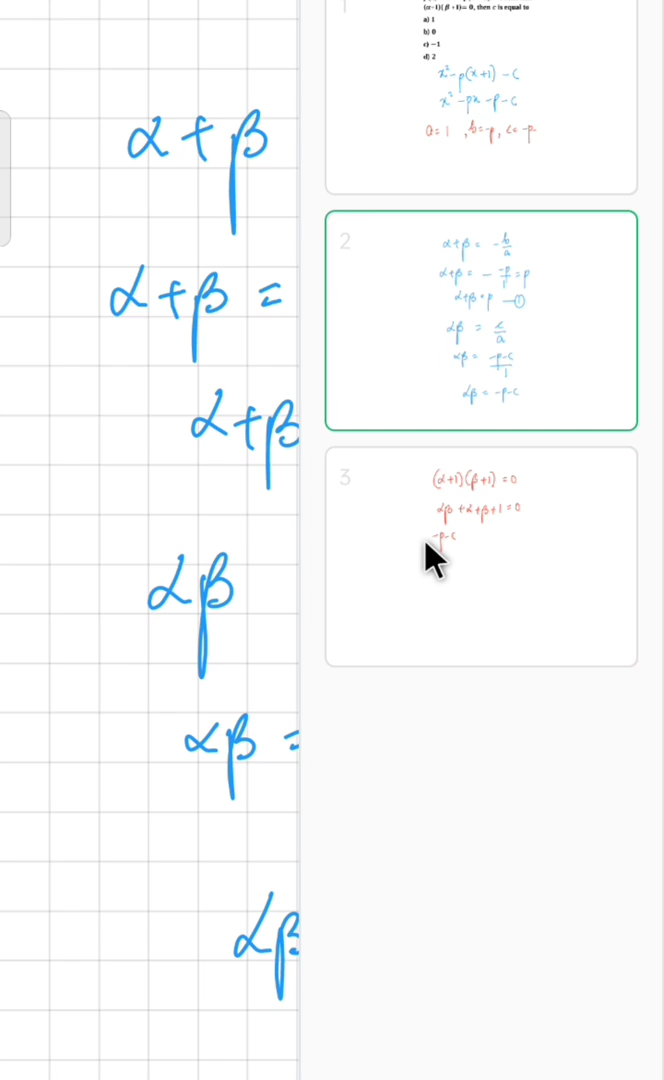 α+β
α+β =
α+β
αβ
αβ =
αβ
1
(α-1)(β+1)= 0, then c is equal to
a) 1
b) 0
c) −1
d) 2
x²-p(x+1) -c
x² -px -p -c
a=1 , b=-p, c= -p
2
α+β = -b/a
α+β = - -p/1 = p
α+β = p —①
αβ = c/a
αβ = -p-c/1
αβ = -p-c
3
(α+1)(β+1) =0
αβ +α+β+1=0
-p-c